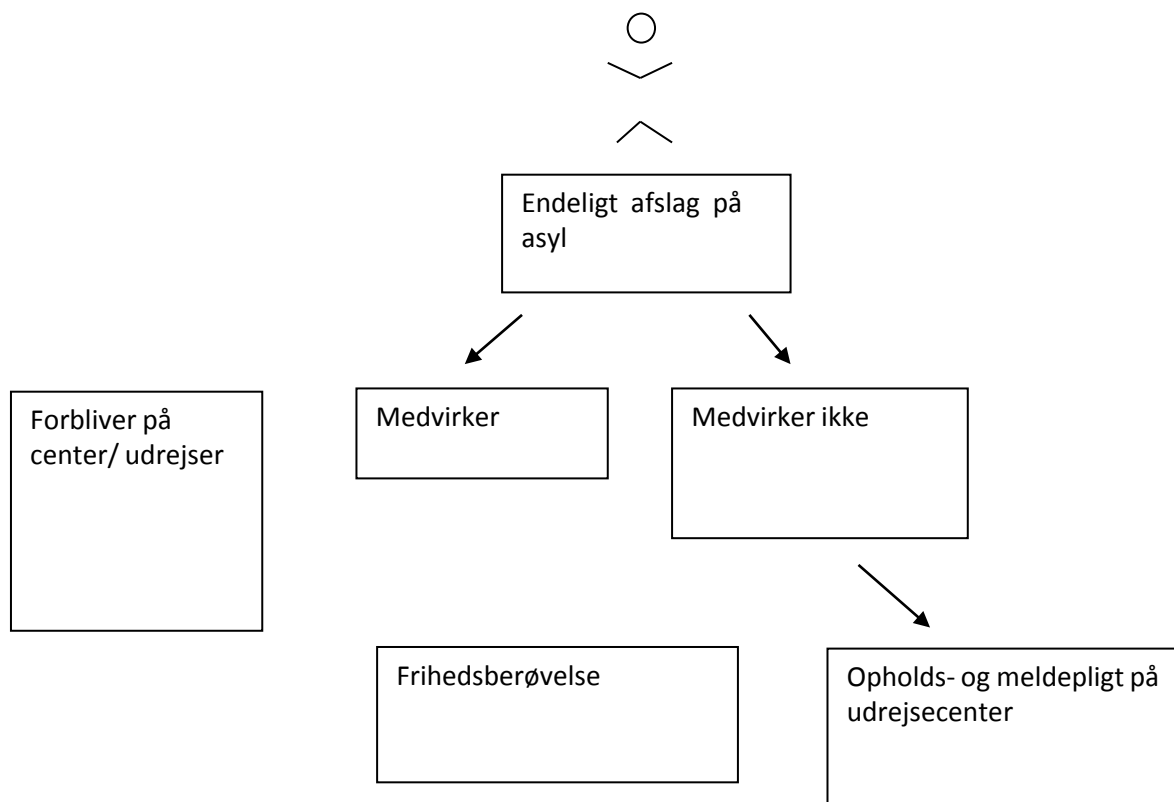 Endeligt afslag på
asyl
Forbliver på
center/ udrejser
Medvirker
Medvirker ikke
Frihedsberøvelse
Opholds- og meldepligt på
udrejsecenter